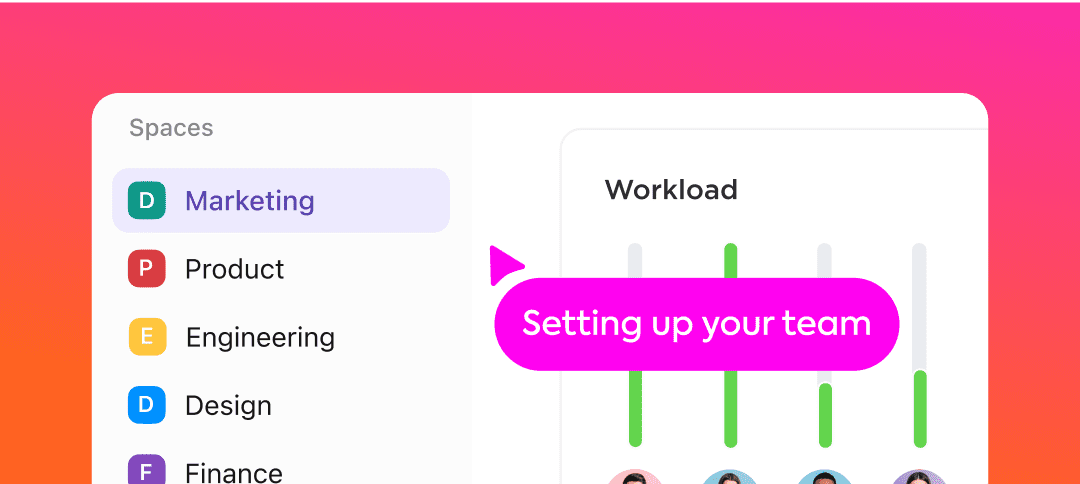 Spaces
D Marketing
P Product
E Engineering
D Design
F Finance
Workload
Setting up your team